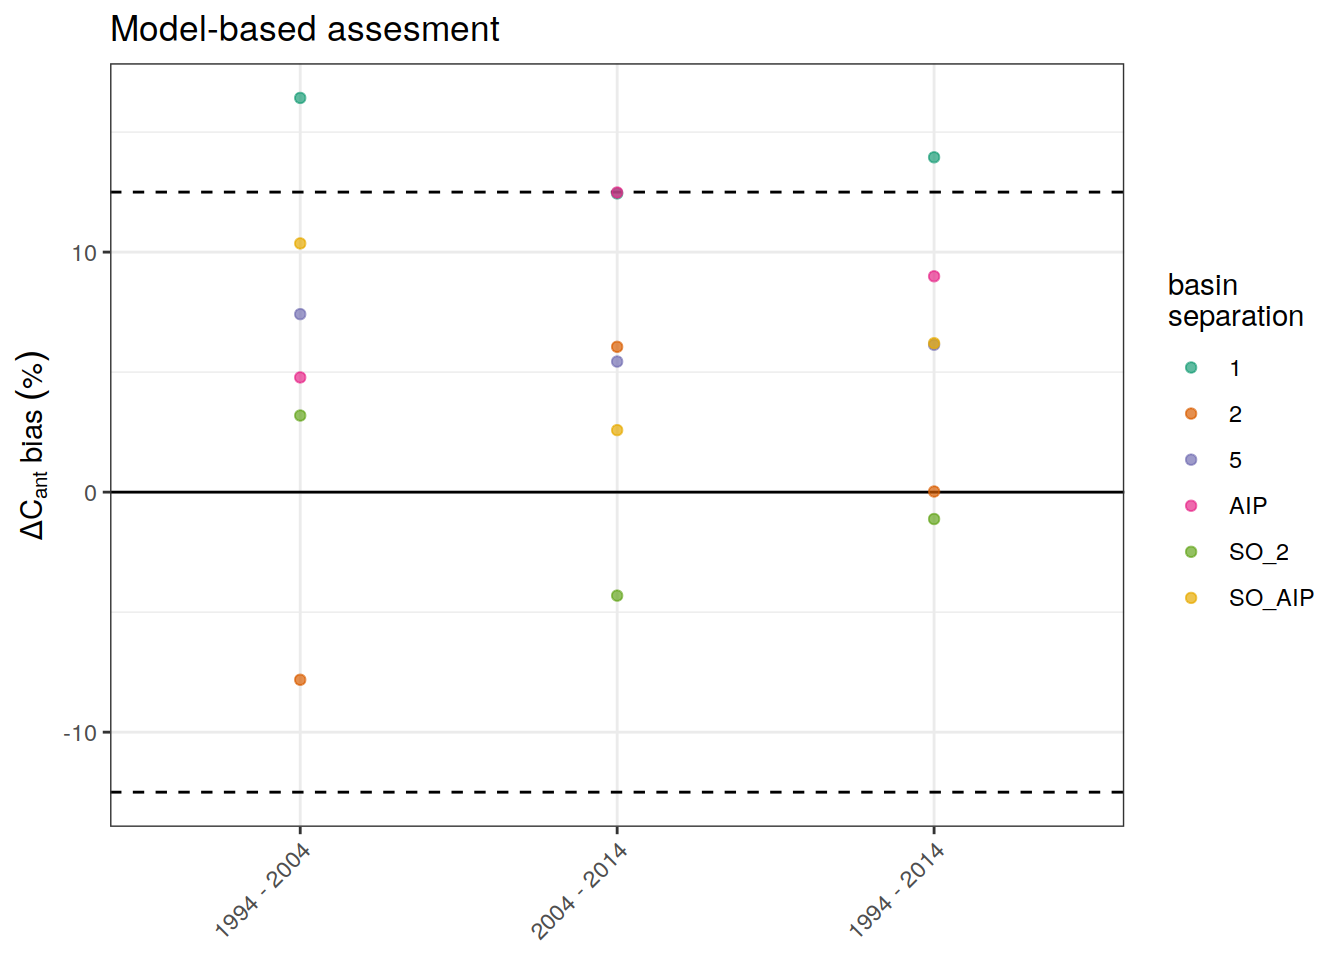 Model-based assesment
ΔCant bias (%)
10
0
-10
1994 - 2004
2004 - 2014
1994 - 2014
basin
separation
1
2
5
AIP
SO_2
SO_AIP